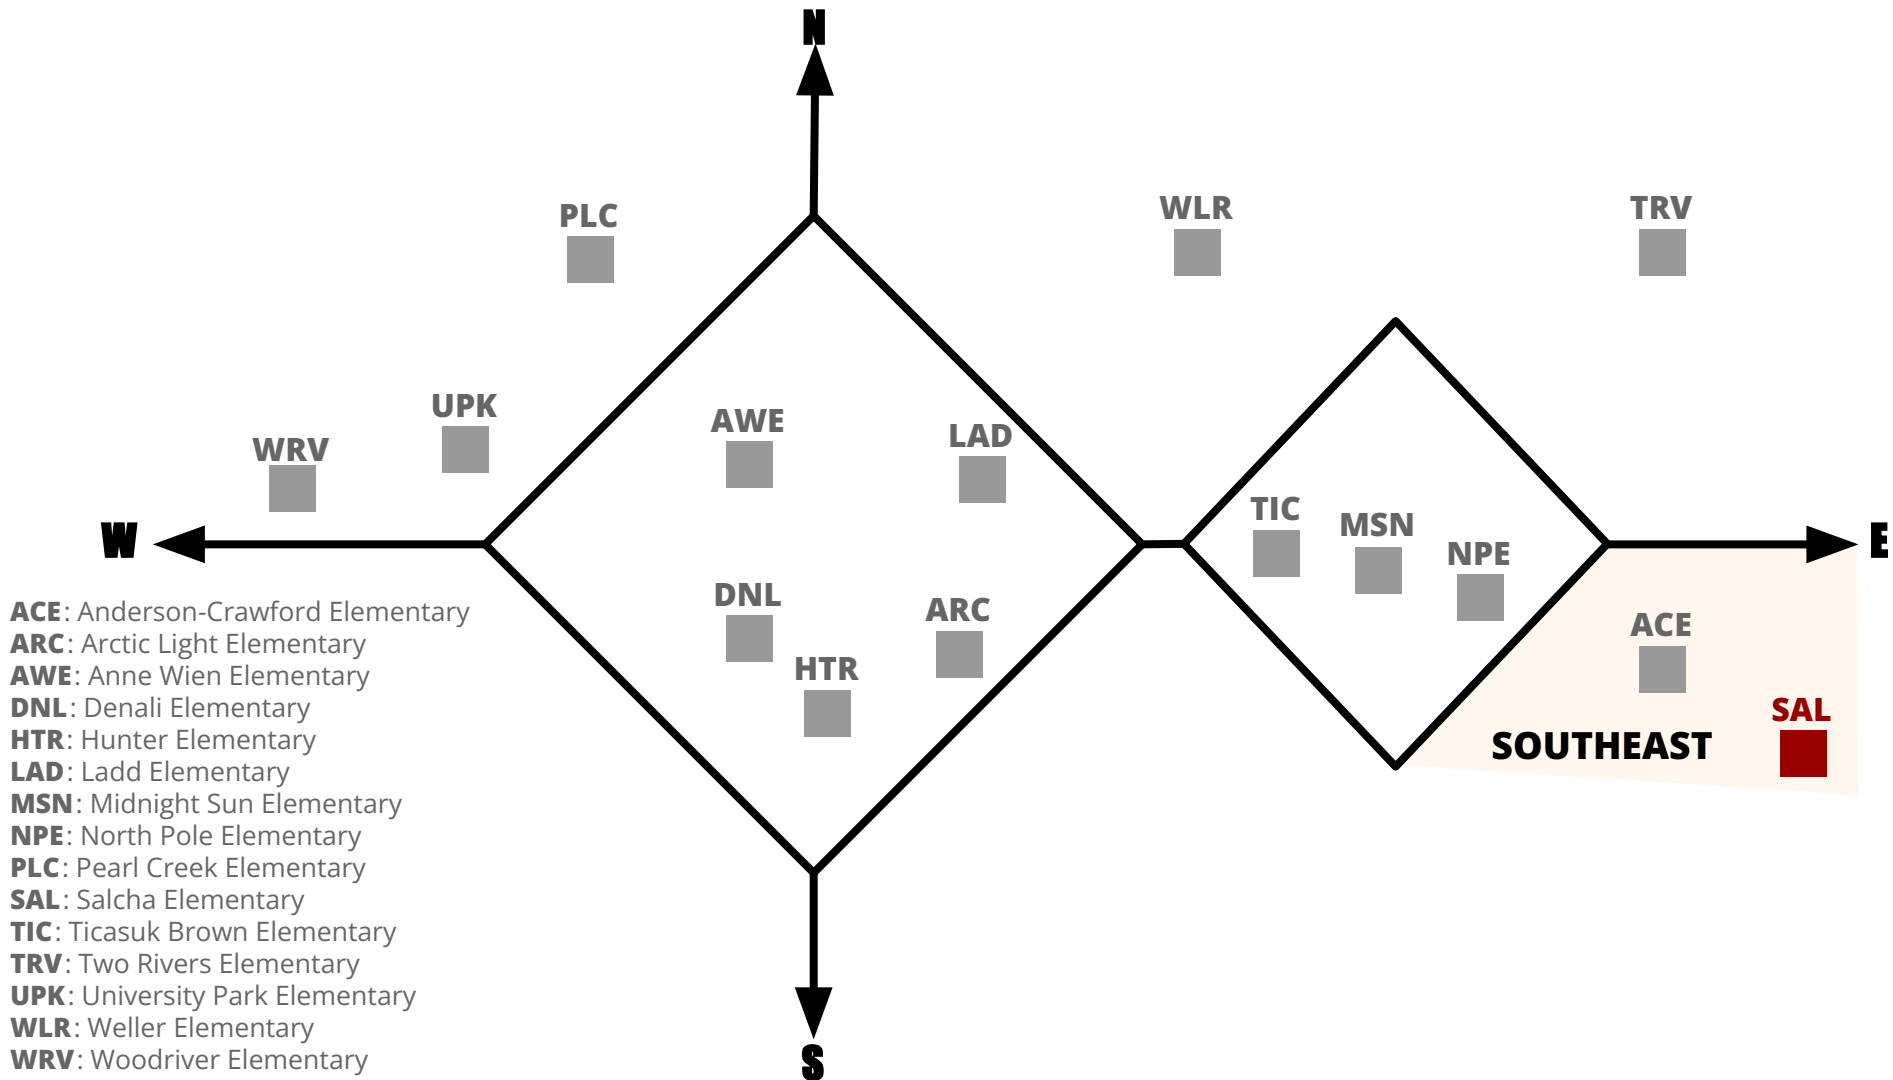 N
PLC
WLR
TRV
UPK
AWE
LAD
WRV
TIC
MSN
NPE
W
E
DNL
ARC
ACE
HTR
SAL
SOUTHEAST
ACE: Anderson-Crawford Elementary
ARC: Arctic Light Elementary
AWE: Anne Wien Elementary
DNL: Denali Elementary
HTR: Hunter Elementary
LAD: Ladd Elementary
MSN: Midnight Sun Elementary
NPE: North Pole Elementary
PLC: Pearl Creek Elementary
SAL: Salcha Elementary
TIC: Ticasuk Brown Elementary
TRV: Two Rivers Elementary
UPK: University Park Elementary
WLR: Weller Elementary
WRV: Woodriver Elementary
S